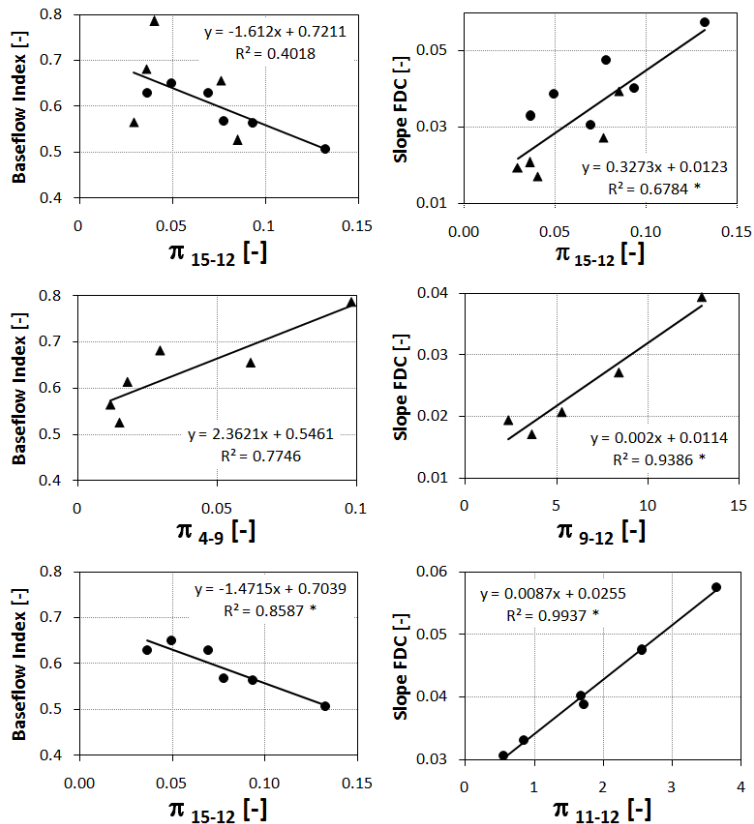 Baseflow Index [-]
0.8
0.7
0.6
0.5
0.4
y = -1.612x + 0.7211
R² = 0.4018
0 0.05 0.10 0.15
π 15-12 [-]
Slope FDC [-]
0.05
0.03
0.01
y = 0.3273x + 0.0123
R² = 0.6784 *
0.00 0.05 0.10 0.15
π 15-12 [-]
Baseflow Index [-]
0.8
0.7
0.6
0.5
0.4
y = 2.3621x + 0.5461
R² = 0.7746
0 0.05 0.1
π 4-9 [-]
Slope FDC [-]
0.04
0.03
0.02
0.01
y = 0.002x + 0.0114
R² = 0.9386 *
0 5 10 15
π 9-12 [-]
Baseflow Index [-]
0.8
0.7
0.6
0.5
0.4
y = -1.4715x + 0.7039
R² = 0.8587 *
0.00 0.05 0.10 0.15
π 15-12 [-]
Slope FDC [-]
0.06
0.05
0.04
0.03
y = 0.0087x + 0.0255
R² = 0.9937 *
0 1 2 3 4
π 11-12 [-]